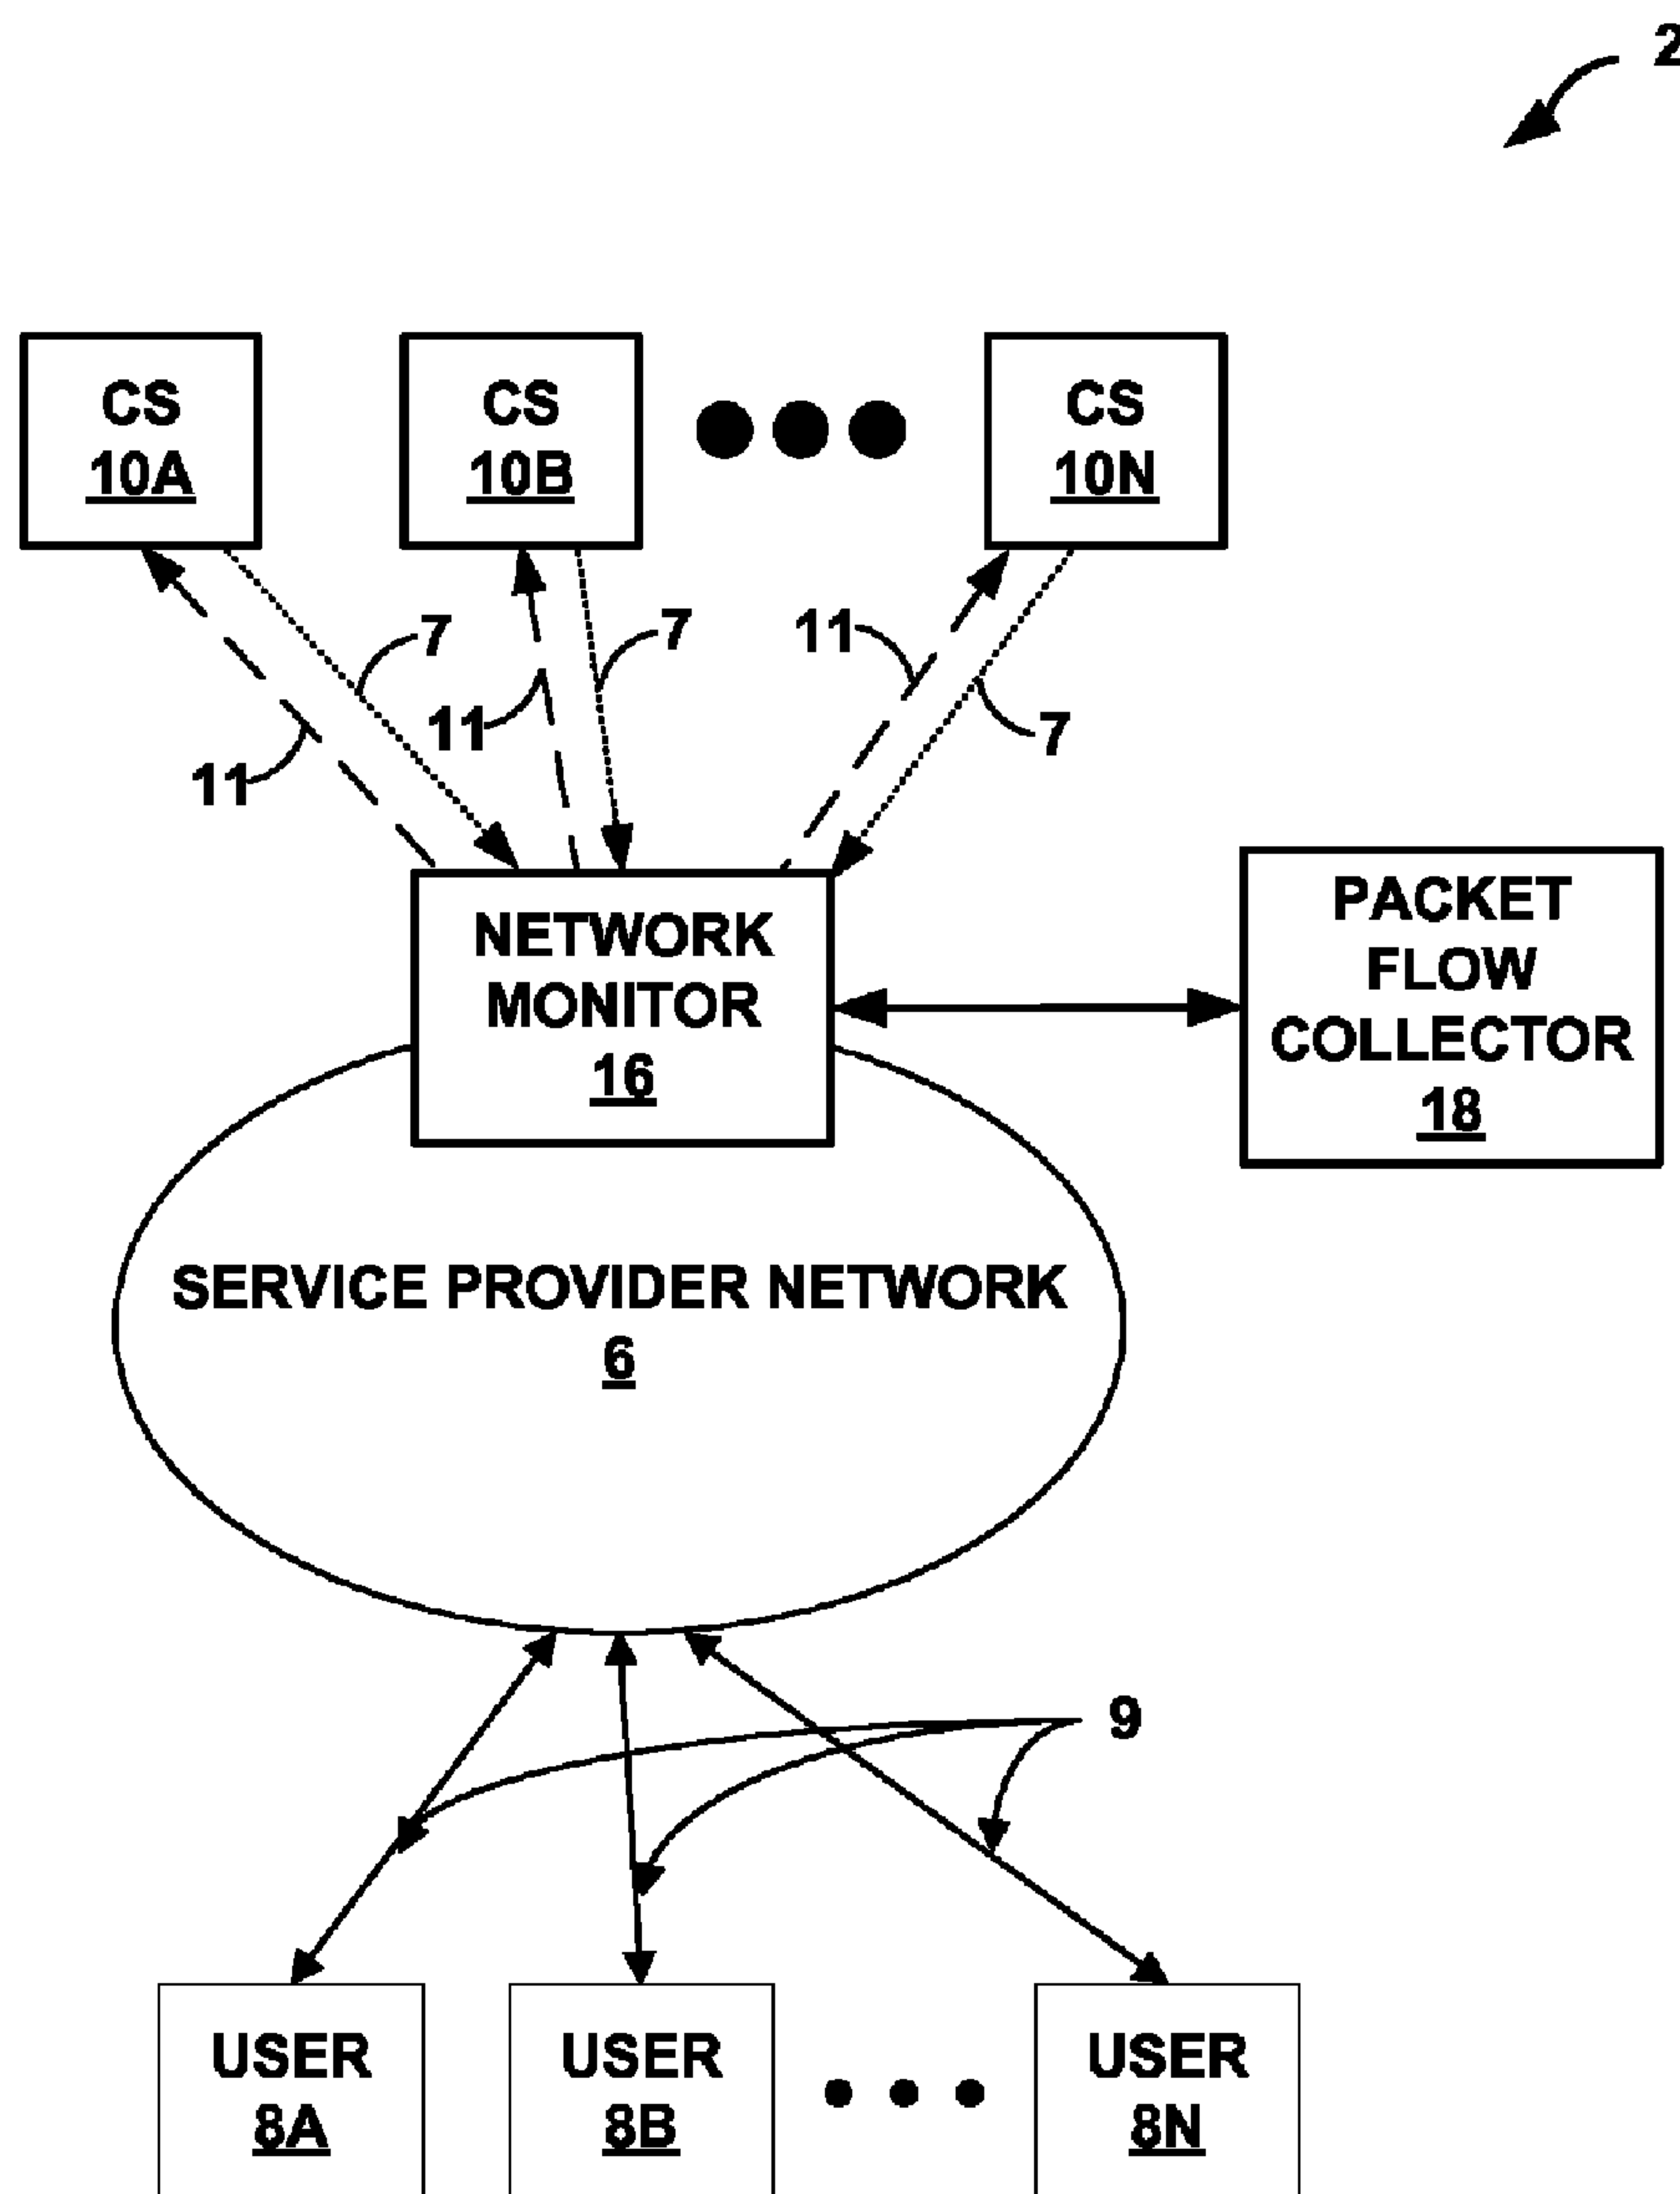 2
CS
10A
CS
10B
CS
10N
7
7
11
11
7
11
NETWORK
MONITOR
16
PACKET
FLOW
COLLECTOR
18
SERVICE PROVIDER NETWORK
6
9
USER
8A
USER
8B
USER
8N